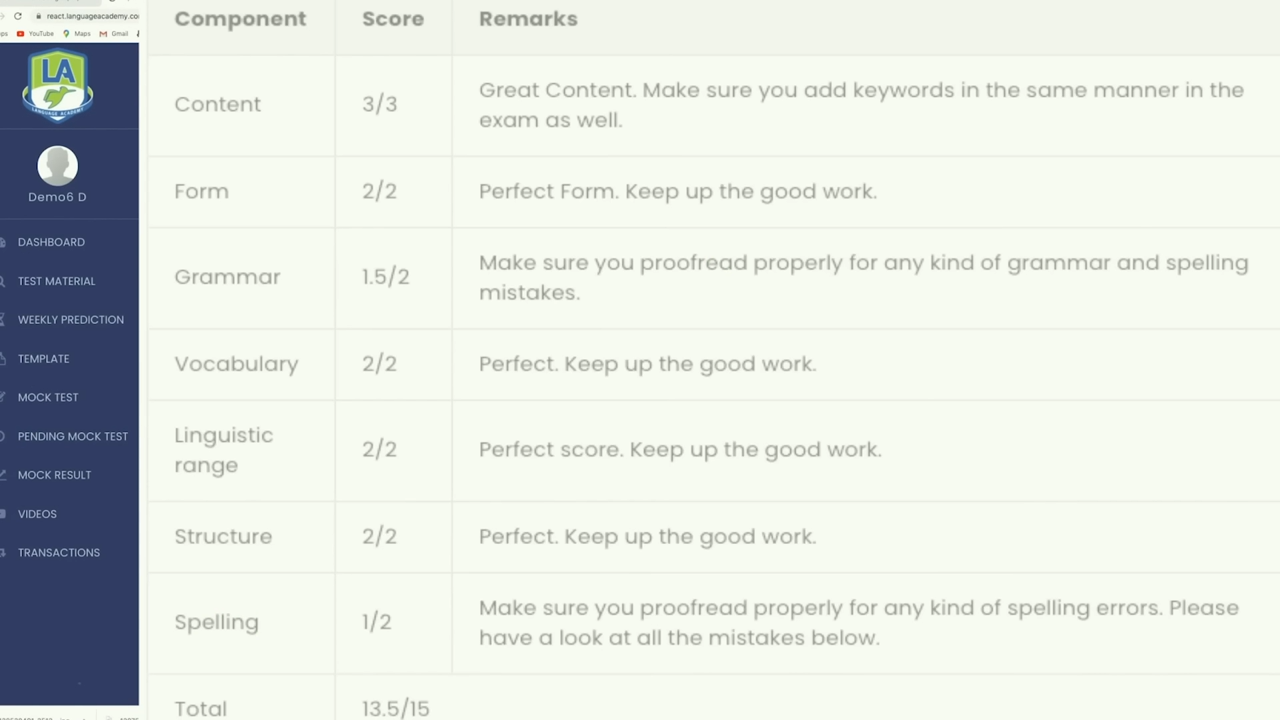 react.languageacademy.co
YouTube
Maps
Gmail
LA
LANGUAGE ACADEMY
Demo6 D
DASHBOARD
TEST MATERIAL
WEEKLY PREDICTION
TEMPLATE
MOCK TEST
PENDING MOCK TEST
MOCK RESULT
VIDEOS
TRANSACTIONS
Component Score Remarks
Content 3/3 Great Content. Make sure you add keywords in the same manner in the
exam as well.
Form 2/2 Perfect Form. Keep up the good work.
Grammar 1.5/2 Make sure you proofread properly for any kind of grammar and spelling
mistakes.
Vocabulary 2/2 Perfect. Keep up the good work.
Linguistic
range 2/2 Perfect score. Keep up the good work.
Structure 2/2 Perfect. Keep up the good work.
Spelling 1/2 Make sure you proofread properly for any kind of spelling errors. Please
have a look at all the mistakes below.
Total 13.5/15